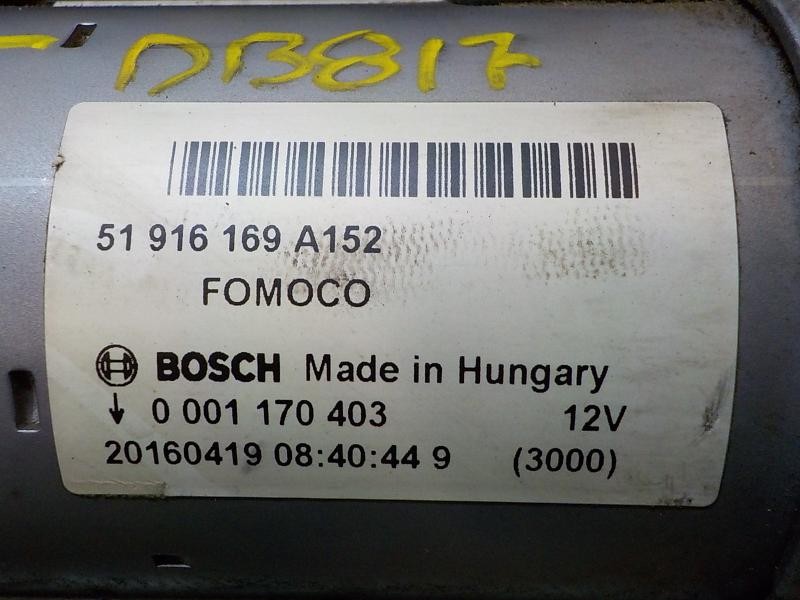 DB817
51 916 169 A152
FOMOCO
BOSCH Made in Hungary
↓ 0 001 170 403 12V
20160419 08:40:44 9 (3000)